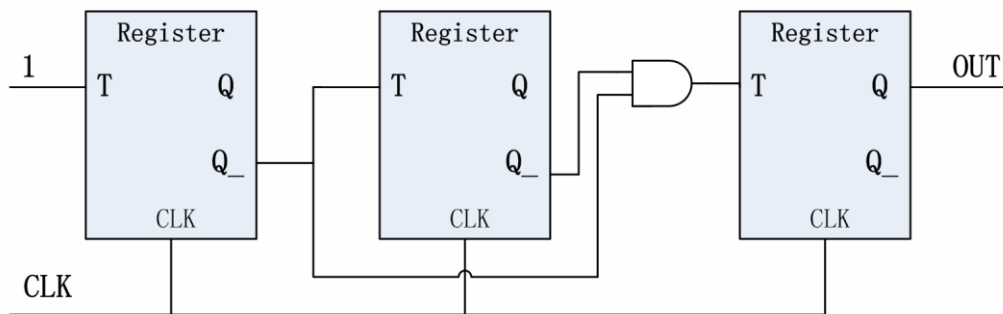 Register
Register
Register
1
T
Q
T
Q
T
Q
OUT
Q_
Q_
Q_
CLK
CLK
CLK
CLK